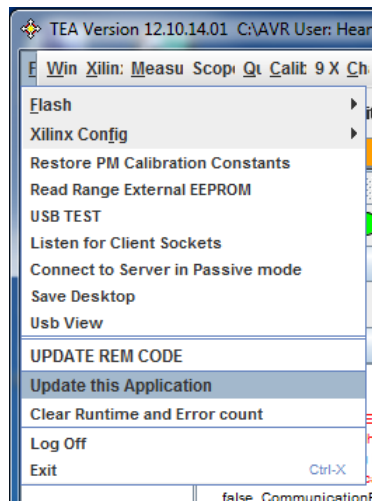 TEA Version 12.10.14.01 C:\AVR User: Hear
F Win Xilin: Measu Scop Qu Calib 9 X Ch
Flash
Xilinx Config
Restore PM Calibration Constants
Read Range External EEPROM
USB TEST
Listen for Client Sockets
Connect to Server in Passive mode
Save Desktop
Usb View
UPDATE REM CODE
Update this Application
Clear Runtime and Error count
Log Off
Exit Ctrl-X
false Communication